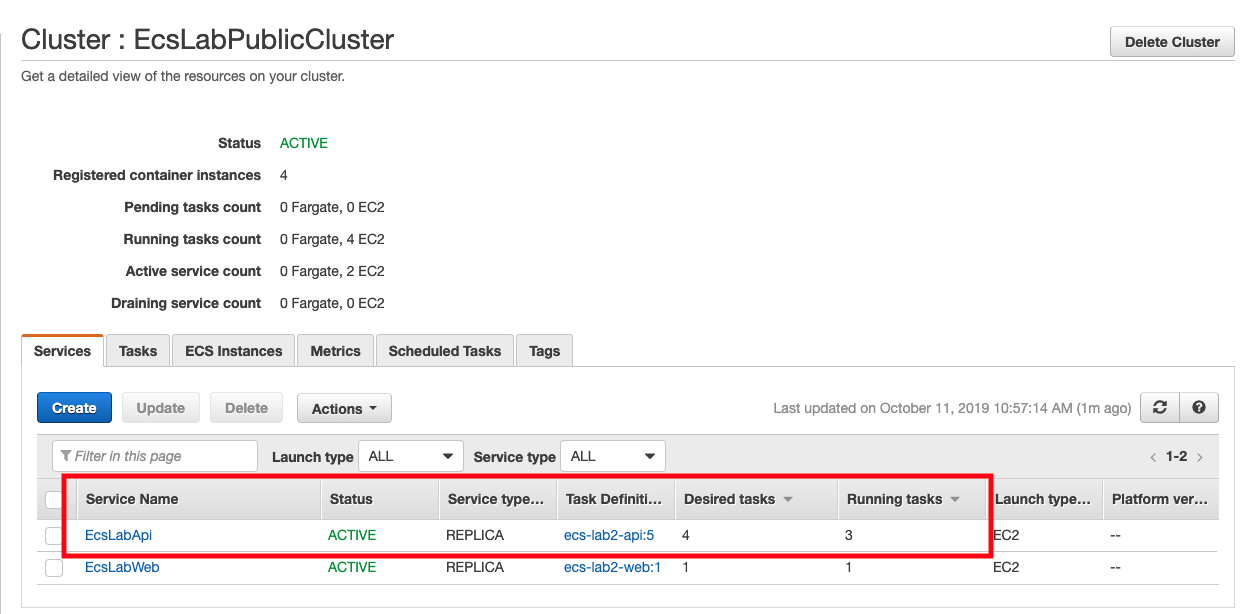 Cluster : EcsLabPublicCluster
Delete Cluster
Get a detailed view of the resources on your cluster.
Status ACTIVE
Registered container instances 4
Pending tasks count 0 Fargate, 0 EC2
Running tasks count 0 Fargate, 4 EC2
Active service count 0 Fargate, 2 EC2
Draining service count 0 Fargate, 0 EC2
Services Tasks ECS Instances Metrics Scheduled Tasks Tags
Create Update Delete Actions Last updated on October 11, 2019 10:57:14 AM (1m ago)
Filter in this page Launch type ALL Service type ALL < 1-2 >
Service Name Status Service type... Task Definiti... Desired tasks Running tasks Launch type... Platform ver...
EcsLabApi ACTIVE REPLICA ecs-lab2-api:5 4 3 EC2 --
EcsLabWeb ACTIVE REPLICA ecs-lab2-web:1 1 1 EC2 --